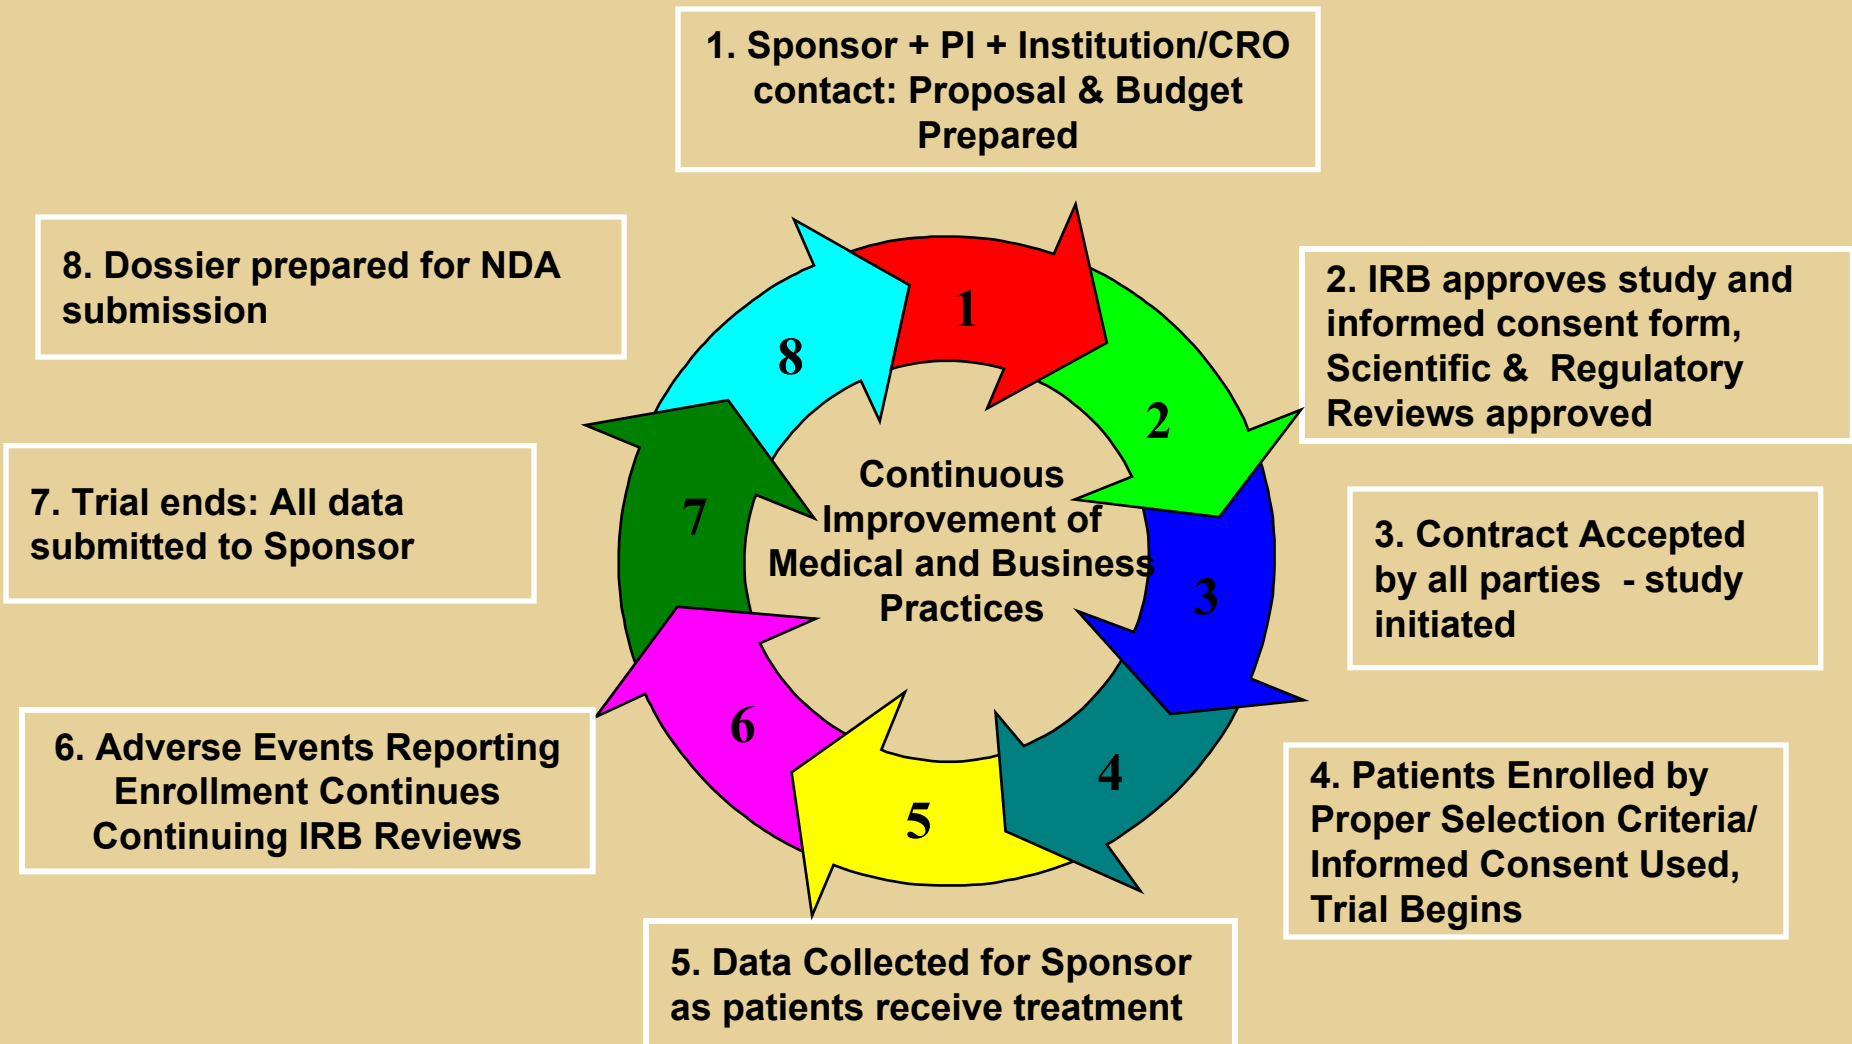 1. Sponsor + PI + Institution/CRO
contact: Proposal & Budget
Prepared
2. IRB approves study and
informed consent form,
Scientific & Regulatory
Reviews approved
3. Contract Accepted
by all parties - study
initiated
4. Patients Enrolled by
Proper Selection Criteria/
Informed Consent Used,
Trial Begins
5. Data Collected for Sponsor
as patients receive treatment
6. Adverse Events Reporting
Enrollment Continues
Continuing IRB Reviews
7. Trial ends: All data
submitted to Sponsor
8. Dossier prepared for NDA
submission
1
2
3
4
5
6
7
8
Continuous
Improvement of
Medical and Business
Practices